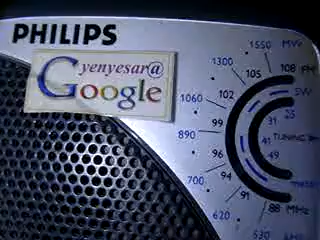 PHILIPS
yenyesar@
Google
1550 MW
1300 105 108 FM
1060 102 SW
890 99 31 25
TUNING
96 41
700 94 49
91
620 88 MHz
530